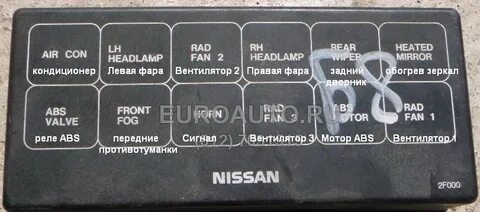 AIR CON
кондиционер
LH
HEADLAMP
Левая фара
RAD
FAN 2
Вентилятор 2
RH
HEADLAMP
Правая фара
REAR
WIPER
задний
дворник
HEATED
MIRROR
обогрев зеркал
ABS
VALVE
реле ABS
FRONT
FOG
передние
противотуманки
HORN
Сигнал
RAD
FAN 3
Вентилятор 3
ABS
MOTOR
Мотор ABS
RAD
FAN 1
Вентилятор 1
P8
EUROAUTO.RU
NISSAN
2F000